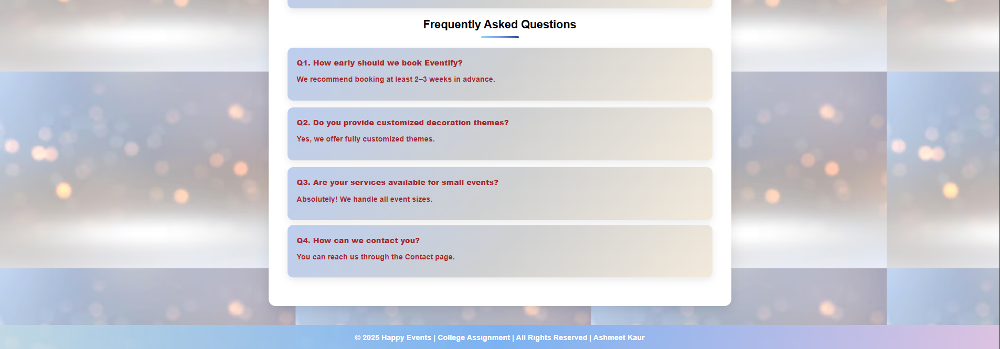 Frequently Asked Questions
Q1. How early should we book Eventify?
We recommend booking at least 2–3 weeks in advance.
Q2. Do you provide customized decoration themes?
Yes, we offer fully customized themes.
Q3. Are your services available for small events?
Absolutely! We handle all event sizes.
Q4. How can we contact you?
You can reach us through the Contact page.
© 2025 Happy Events | College Assignment | All Rights Reserved | Ashmeet Kaur